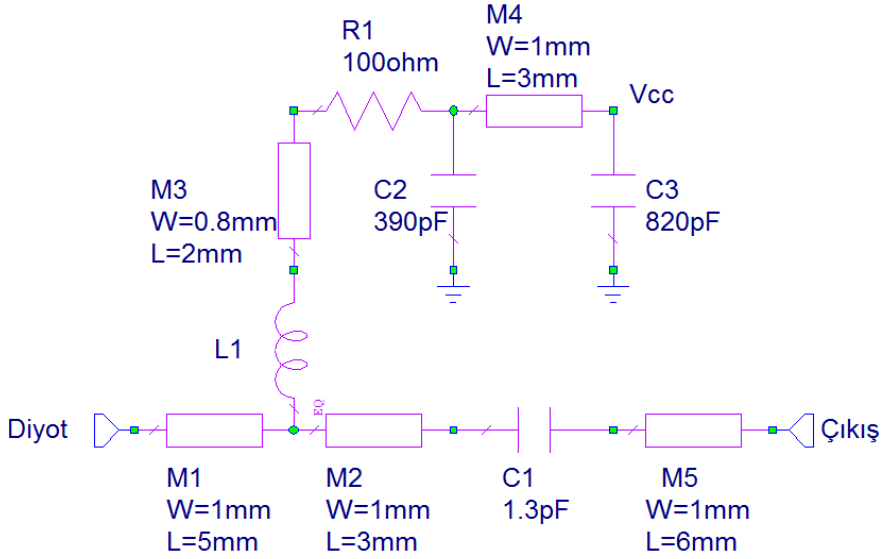 M4
W=1mm
L=3mm
R1
100ohm
Vcc
M3
W=0.8mm
L=2mm
C2
390pF
C3
820pF
L1
EQ
Diyot
Çıkış
M1
W=1mm
L=5mm
M2
W=1mm
L=3mm
C1
1.3pF
M5
W=1mm
L=6mm